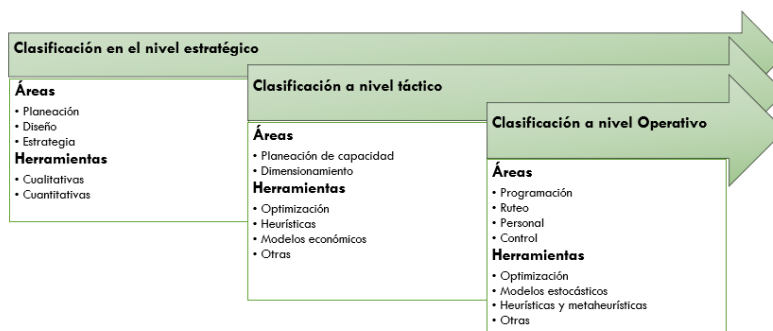 Clasificación en el nivel estratégico
Áreas
• Planeación
• Diseño
• Estrategia
Herramientas
• Cualitativas
• Cuantitativas
Clasificación a nivel táctico
Áreas
• Planeación de capacidad
• Dimensionamiento
Herramientas
• Optimización
• Heurísticas
• Modelos económicos
• Otras
Clasificación a nivel Operativo
Áreas
• Programación
• Ruteo
• Personal
• Control
Herramientas
• Optimización
• Modelos estocásticos
• Heurísticas y metaheurísticas
• Otras